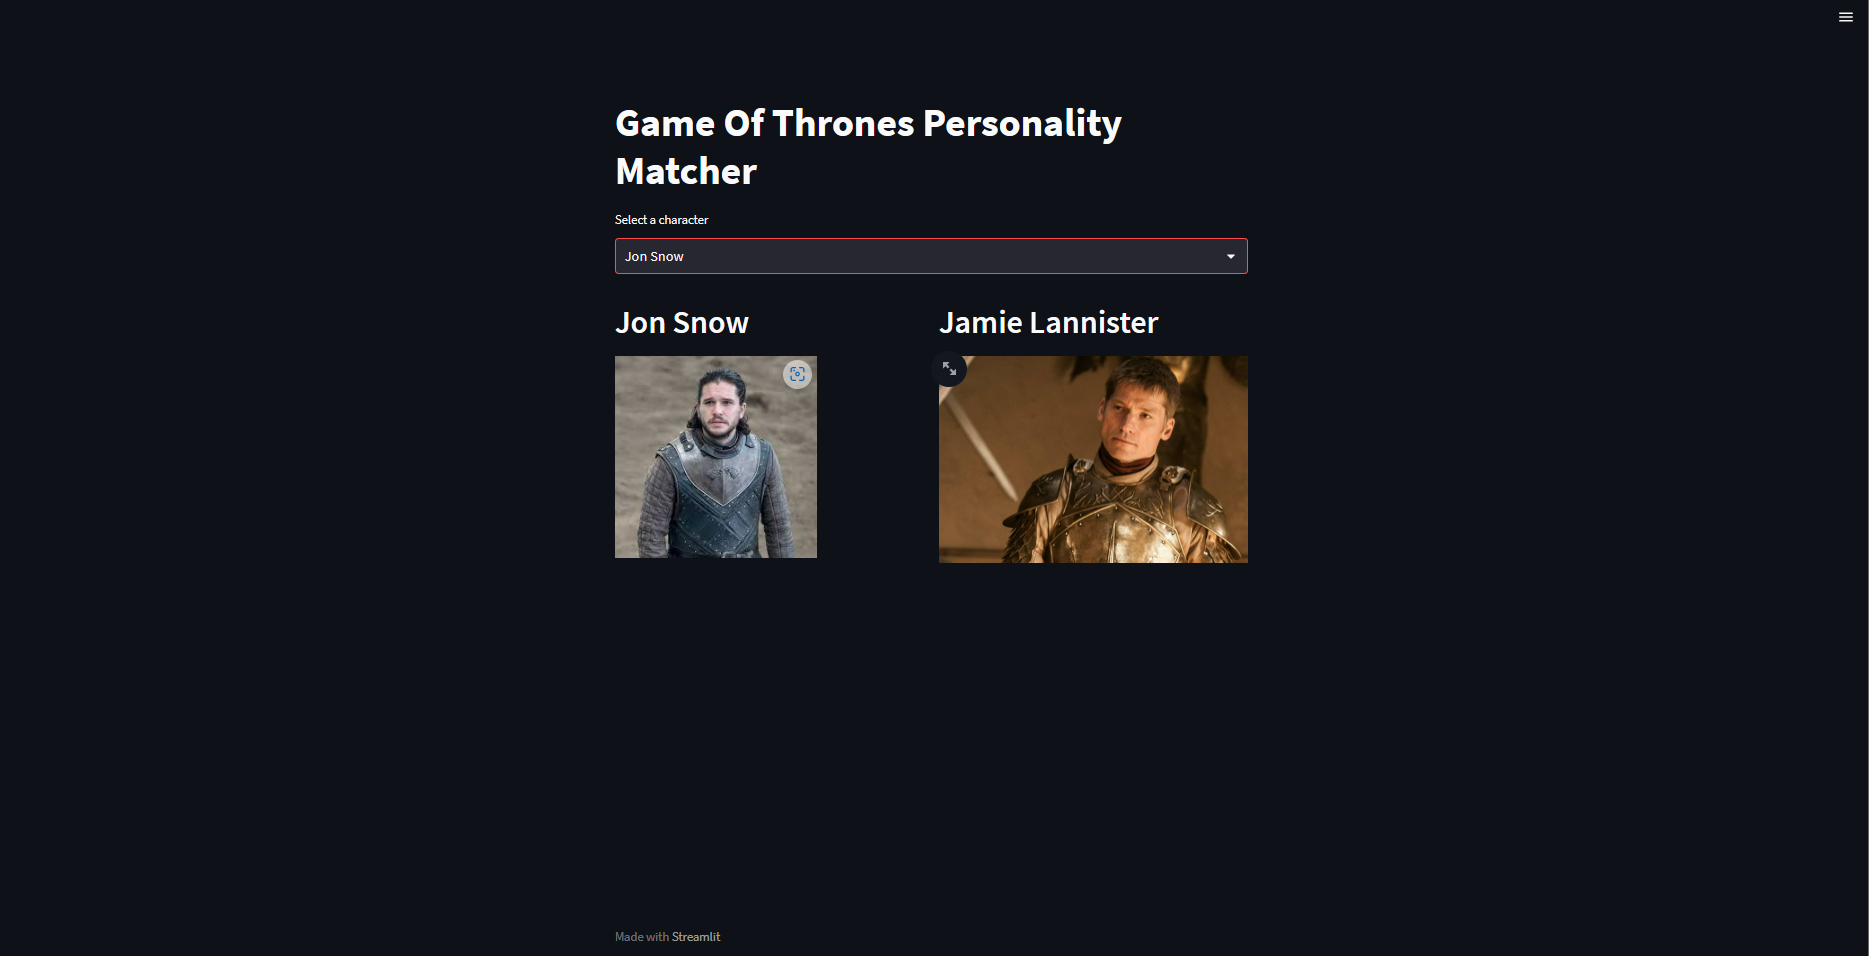 Game Of Thrones Personality
Matcher
Select a character
Jon Snow
Jon Snow
Jamie Lannister
Made with Streamlit